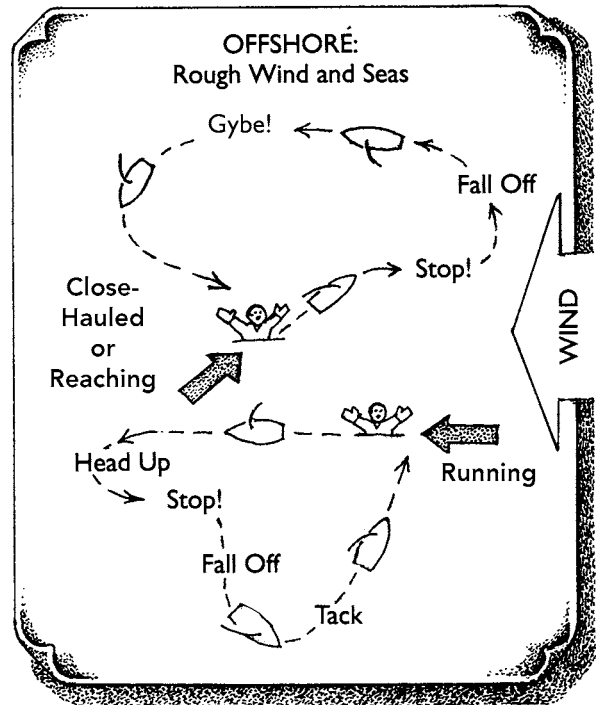 OFFSHORE:
Rough Wind and Seas
Gybe!
Fall Off
Stop!
Close-
Hauled
or
Reaching
WIND
Head Up
Running
Stop!
Fall Off
Tack